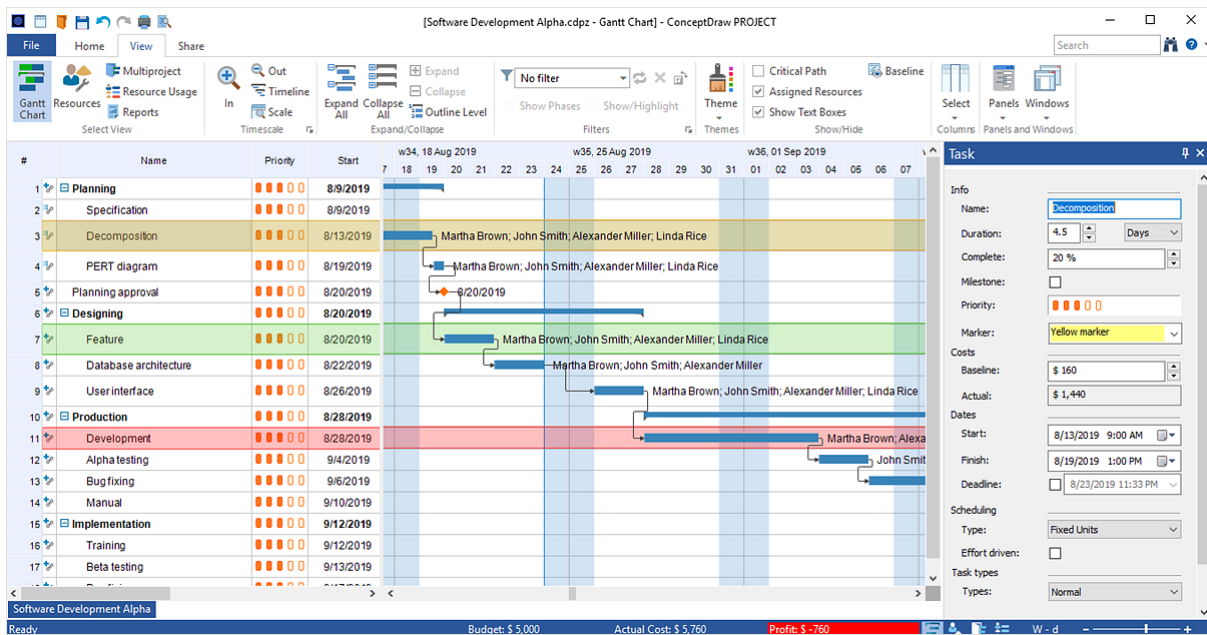 [Software Development Alpha.cdpz - Gantt Chart] - ConceptDraw PROJECT
File Home View Share Search
Gantt Chart
Resources
Multiproject
Resource Usage
Reports
Select View
In
Out
Timeline
Scale
Timescale
Expand All
Collapse All
Expand
Collapse
Outline Level
Expand/Collapse
No filter
Show Phases Show/Highlight
Filters
Theme
Themes
Critical Path
Assigned Resources
Show Text Boxes
Baseline
Show/Hide
Select
Columns
Panels Windows
Panels and Windows
# Name Priority Start
w34, 18 Aug 2019 w35, 25 Aug 2019 w36, 01 Sep 2019
7 18 19 20 21 22 23 24 25 26 27 28 29 30 31 01 02 03 04 05 06 07
1 Planning 8/9/2019
2 Specification 8/9/2019
3 Decomposition 8/13/2019 Martha Brown; John Smith; Alexander Miller; Linda Rice
4 PERT diagram 8/19/2019 Martha Brown; John Smith; Alexander Miller; Linda Rice
5 Planning approval 8/20/2019 8/20/2019
6 Designing 8/20/2019
7 Feature 8/20/2019 Martha Brown; John Smith; Alexander Miller; Linda Rice
8 Database architecture 8/22/2019 Martha Brown; John Smith; Alexander Miller
9 User interface 8/26/2019 Martha Brown; John Smith; Alexander Miller; Linda Rice
10 Production 8/28/2019
11 Development 8/28/2019 Martha Brown; Alexa
12 Alpha testing 9/4/2019 John Smit
13 Bug fixing 9/6/2019
14 Manual 9/10/2019
15 Implementation 9/12/2019
16 Training 9/12/2019
17 Beta testing 9/13/2019
Task
Info
Name: Decomposition
Duration: 4.5 Days
Complete: 20 %
Milestone:
Priority:
Marker: Yellow marker
Costs
Baseline: $ 160
Actual: $ 1,440
Dates
Start: 8/13/2019 9:00 AM
Finish: 8/19/2019 1:00 PM
Deadline: 8/23/2019 11:33 PM
Scheduling
Type: Fixed Units
Effort driven:
Task types
Types: Normal
Software Development Alpha
Ready Budget: $ 5,000 Actual Cost: $ 5,760 Profit: $ -760 W - d